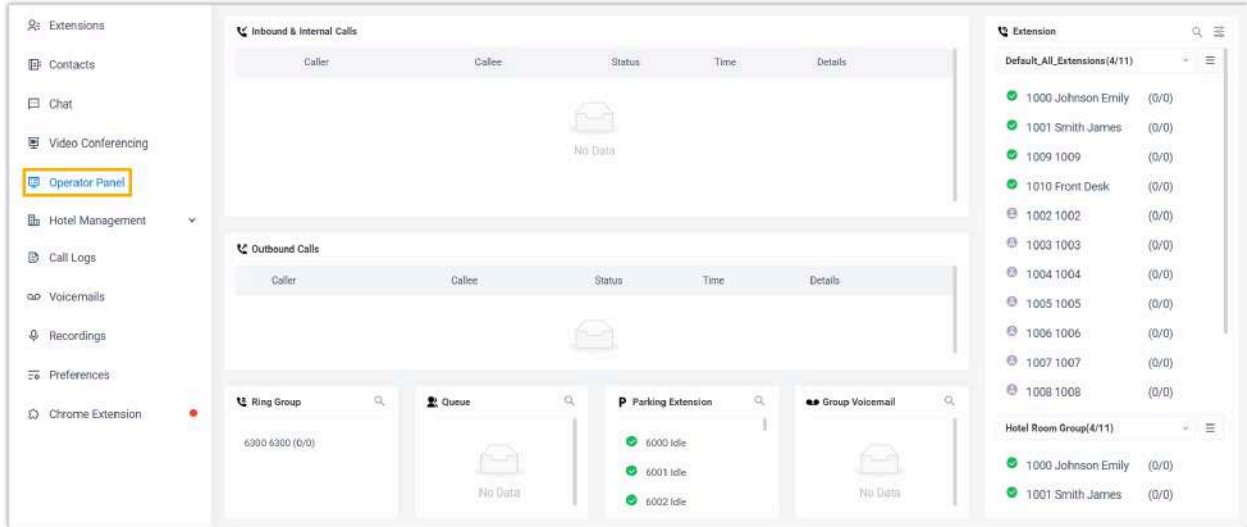 Extensions
Contacts
Chat
Video Conferencing
Operator Panel
Hotel Management
Call Logs
Voicemails
Recordings
Preferences
Chrome Extension
Inbound & Internal Calls
Caller Callee Status Time Details
No Data
Outbound Calls
Caller Callee Status Time Details
Ring Group
6300 6300 (0/0)
Queue
No Data
P Parking Extension
6000 Idle
6001 Idle
6002 Idle
Group Voicemail
No Data
Extension
Default_All_Extensions(4/11)
1000 Johnson Emily (0/0)
1001 Smith James (0/0)
1009 1009 (0/0)
1010 Front Desk (0/0)
1002 1002 (0/0)
1003 1003 (0/0)
1004 1004 (0/0)
1005 1005 (0/0)
1006 1006 (0/0)
1007 1007 (0/0)
1008 1008 (0/0)
Hotel Room Group(4/11)
1000 Johnson Emily (0/0)
1001 Smith James (0/0)